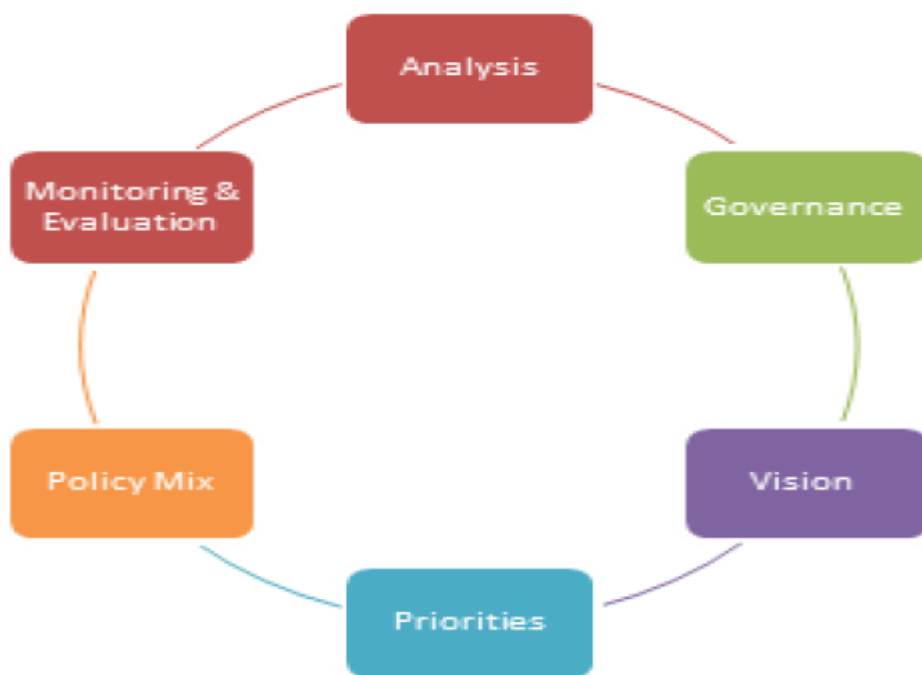 Analysis
Governance
Vision
Priorities
Policy Mix
Monitoring &
Evaluation